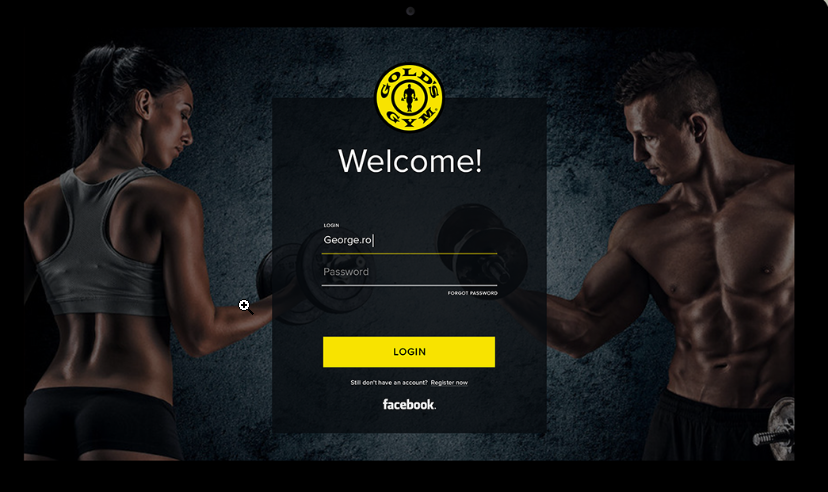 GOLD'S
GYM
Welcome!
LOGIN
George.ro
Password
FORGOT PASSWORD
LOGIN
Still don't have an account? Register now
facebook.